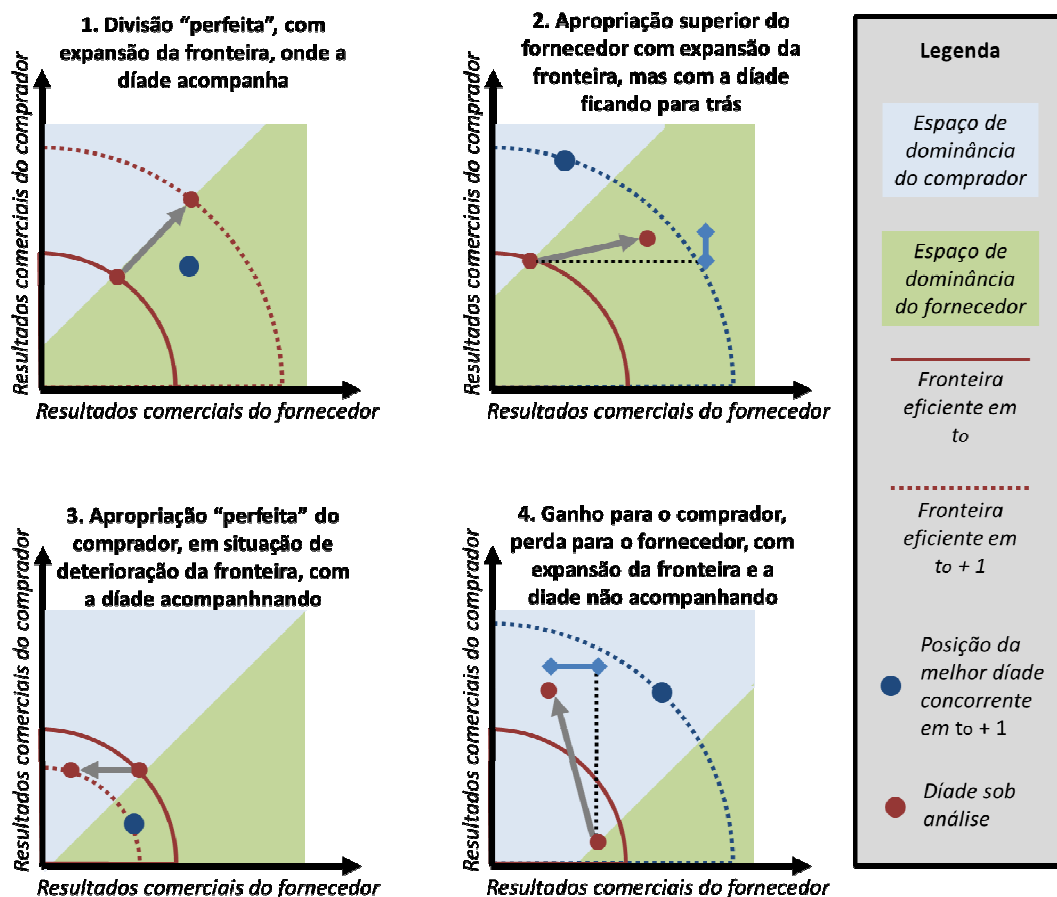 1. Divisão “perfeita”, com
expansão da fronteira, onde a
díade acompanha
Resultados comerciais do comprador
Resultados comerciais do fornecedor
2. Apropriação superior do
fornecedor com expansão da
fronteira, mas com a díade
ficando para trás
Resultados comerciais do comprador
Resultados comerciais do fornecedor
3. Apropriação “perfeita” do
comprador, em situação de
deterioração da fronteira, com
a díade acompanhnando
Resultados comerciais do comprador
Resultados comerciais do fornecedor
4. Ganho para o comprador,
perda para o fornecedor, com
expansão da fronteira e a
diade não acompanhando
Resultados comerciais do comprador
Resultados comerciais do fornecedor
Legenda
Espaço de
dominância
do comprador
Espaço de
dominância
do fornecedor
Fronteira
eficiente em
t0
Fronteira
eficiente em
t0 + 1
Posição da
melhor díade
concorrente
em t0 + 1
Díade sob
análise